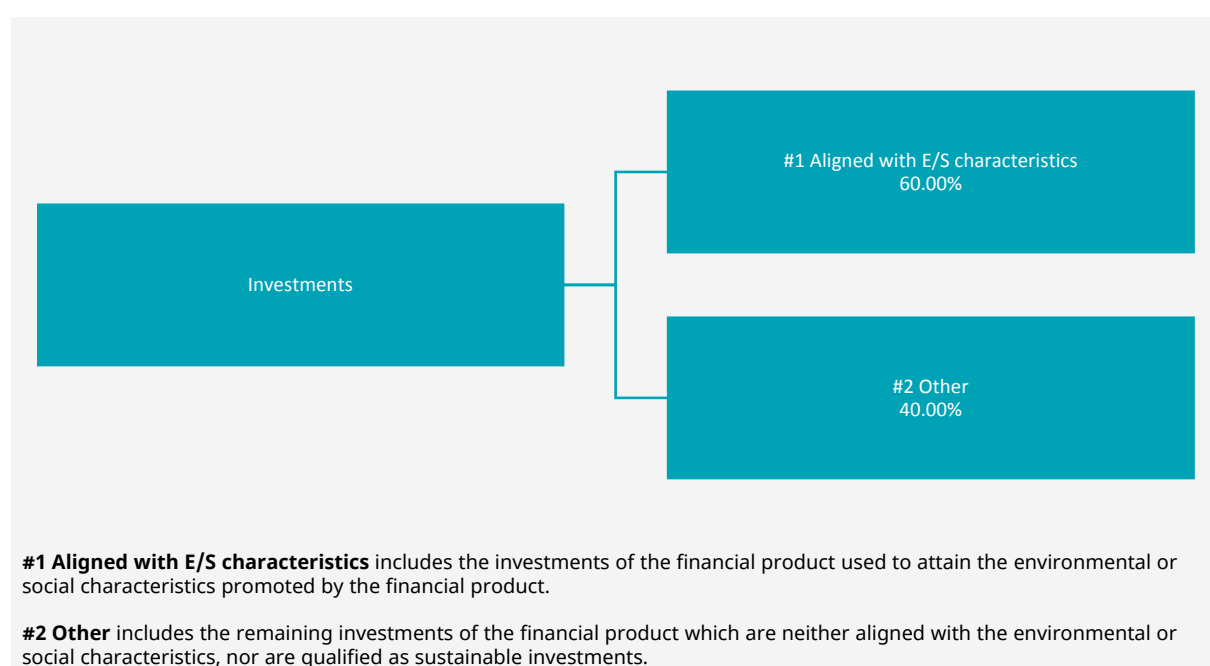 #1 Aligned with E/S characteristics
60.00%
Investments
#2 Other
40.00%
#1 Aligned with E/S characteristics includes the investments of the financial product used to attain the environmental or
social characteristics promoted by the financial product.
#2 Other includes the remaining investments of the financial product which are neither aligned with the environmental or
social characteristics, nor are qualified as sustainable investments.